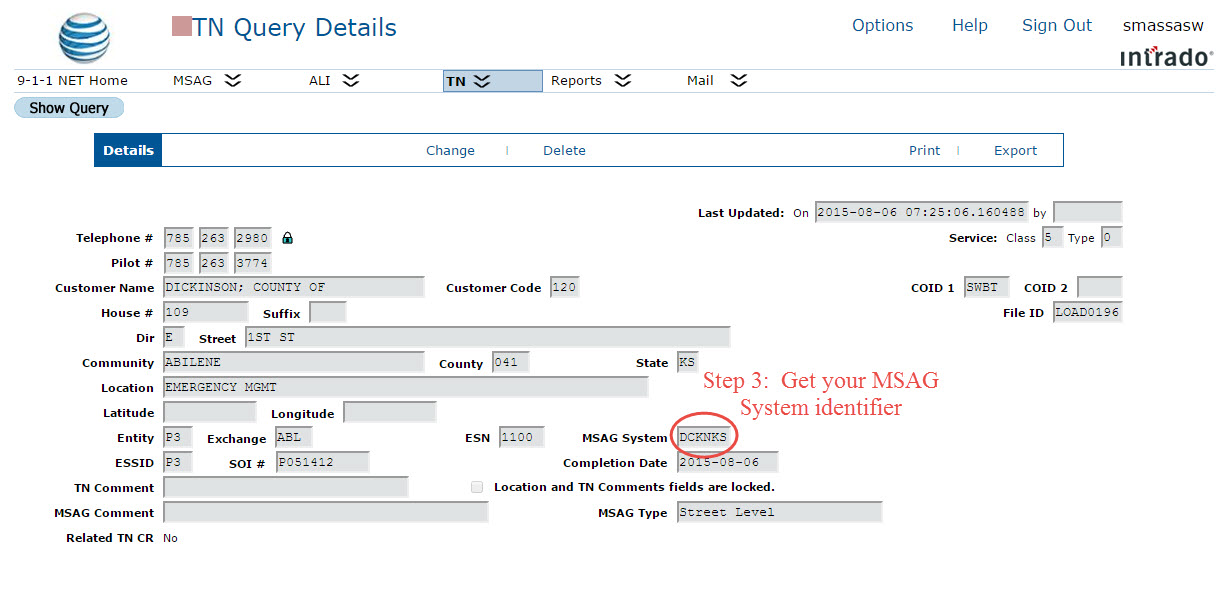 TN Query Details
Options Help Sign Out smassasw
intrado
9-1-1 NET Home MSAG ALI TN Reports Mail
Show Query
Details Change | Delete Print | Export
Last Updated: On 2015-08-06 07:25:06.160488 by
Telephone # 785 263 2980 Service: Class 5 Type 0
Pilot # 785 263 3774
Customer Name DICKINSON; COUNTY OF Customer Code 120 COID 1 SWBT COID 2
House # 109 Suffix File ID LOAD0196
Dir E Street 1ST ST
Community ABILENE County 041 State KS
Location EMERGENCY MGMT
Step 3: Get your MSAG
System identifier
Latitude Longitude
Entity P3 Exchange ABL ESN 1100 MSAG System DCKNKS
ESSID P3 SOI # P051412 Completion Date 2015-08-06
TN Comment Location and TN Comments fields are locked.
MSAG Comment MSAG Type Street Level
Related TN CR No